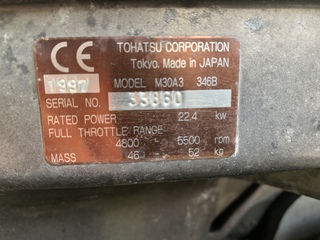 CE
TOHATSU CORPORATION
Tokyo. Made in JAPAN
1997 MODEL M30A3 346B
SERIAL NO. 33660
RATED POWER 22.4 kw
FULL THROTTLE RANGE
4800 - 5500 rpm
MASS 46 - 52 kg